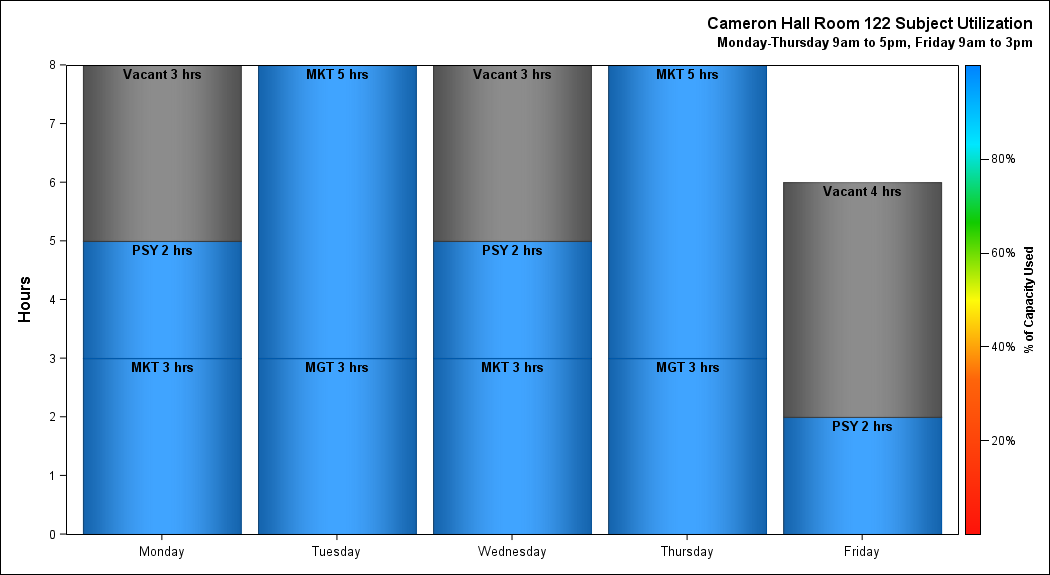 Cameron Hall Room 122 Subject Utilization
Monday-Thursday 9am to 5pm, Friday 9am to 3pm
Hours
8
7
6
5
4
3
2
1
0
Vacant 3 hrs
PSY 2 hrs
MKT 3 hrs
MKT 5 hrs
MGT 3 hrs
Vacant 3 hrs
PSY 2 hrs
MKT 3 hrs
MKT 5 hrs
MGT 3 hrs
Vacant 4 hrs
PSY 2 hrs
Monday
Tuesday
Wednesday
Thursday
Friday
80%
60%
40%
20%
% of Capacity Used